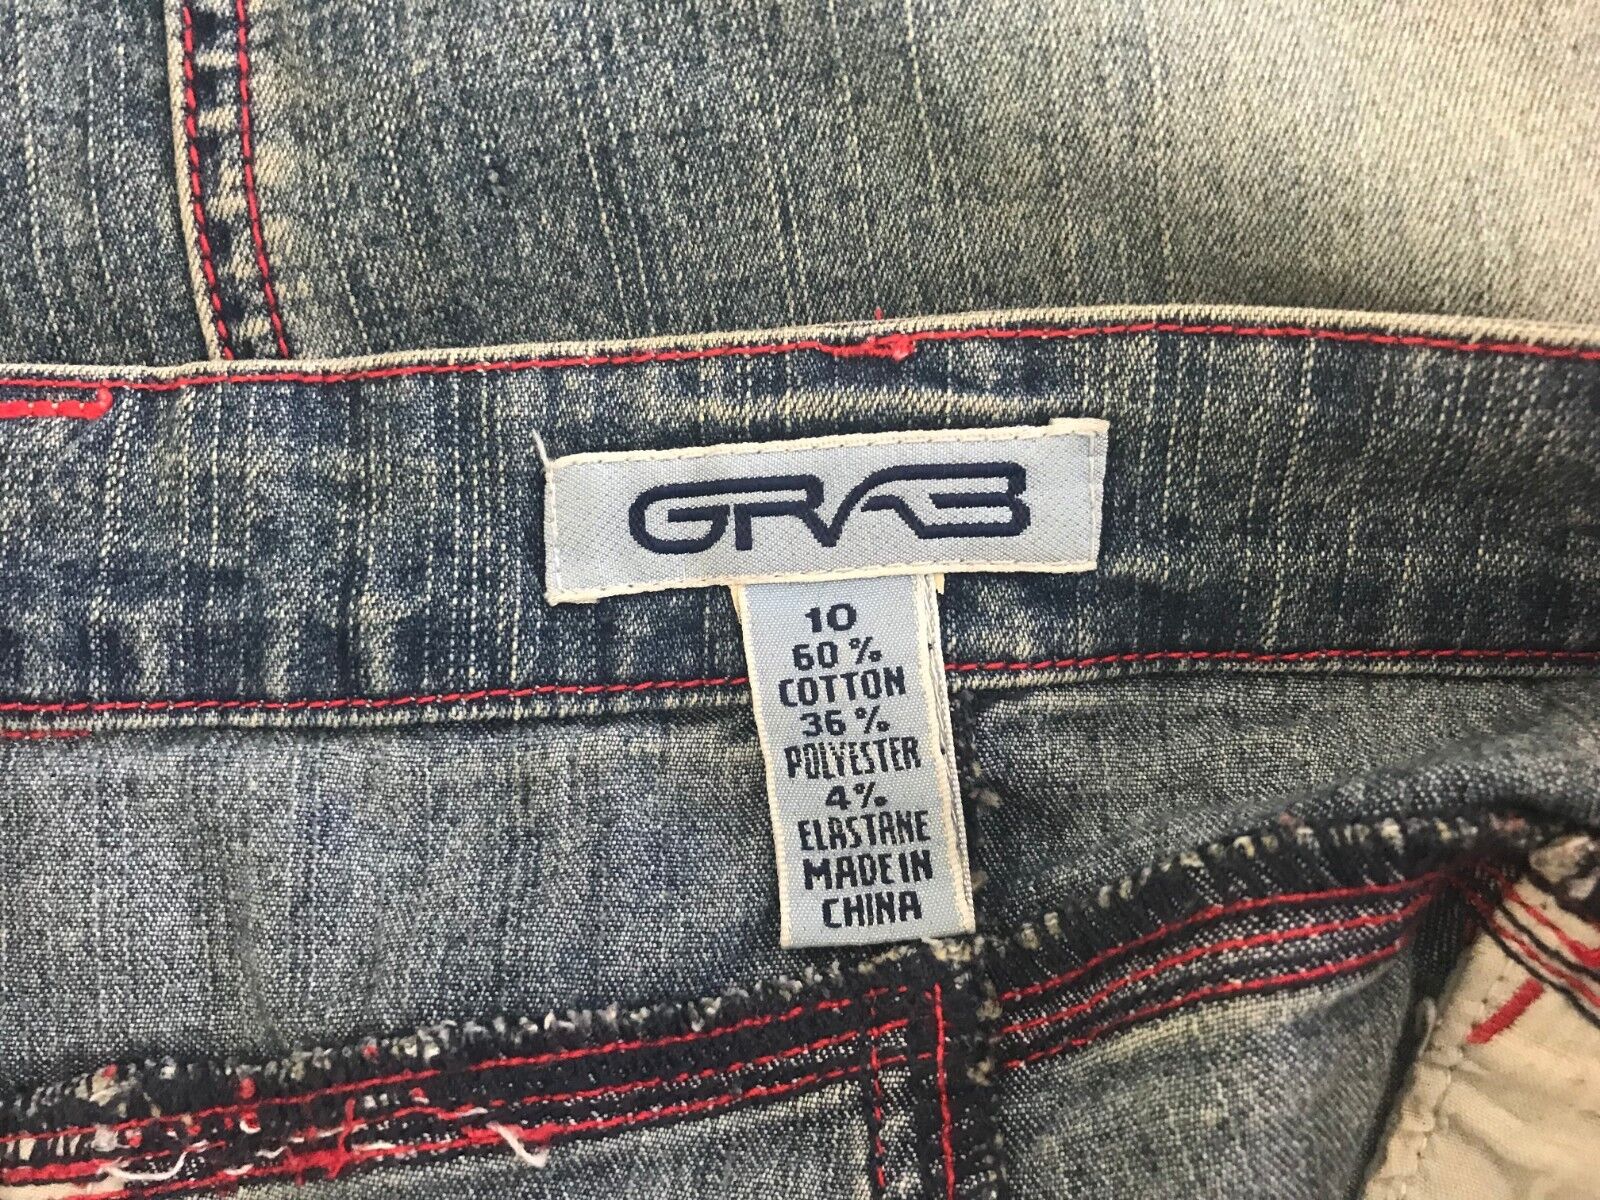 GRAB
10
60%
COTTON
36%
POLYESTER
4%
ELASTANE
MADE IN
CHINA